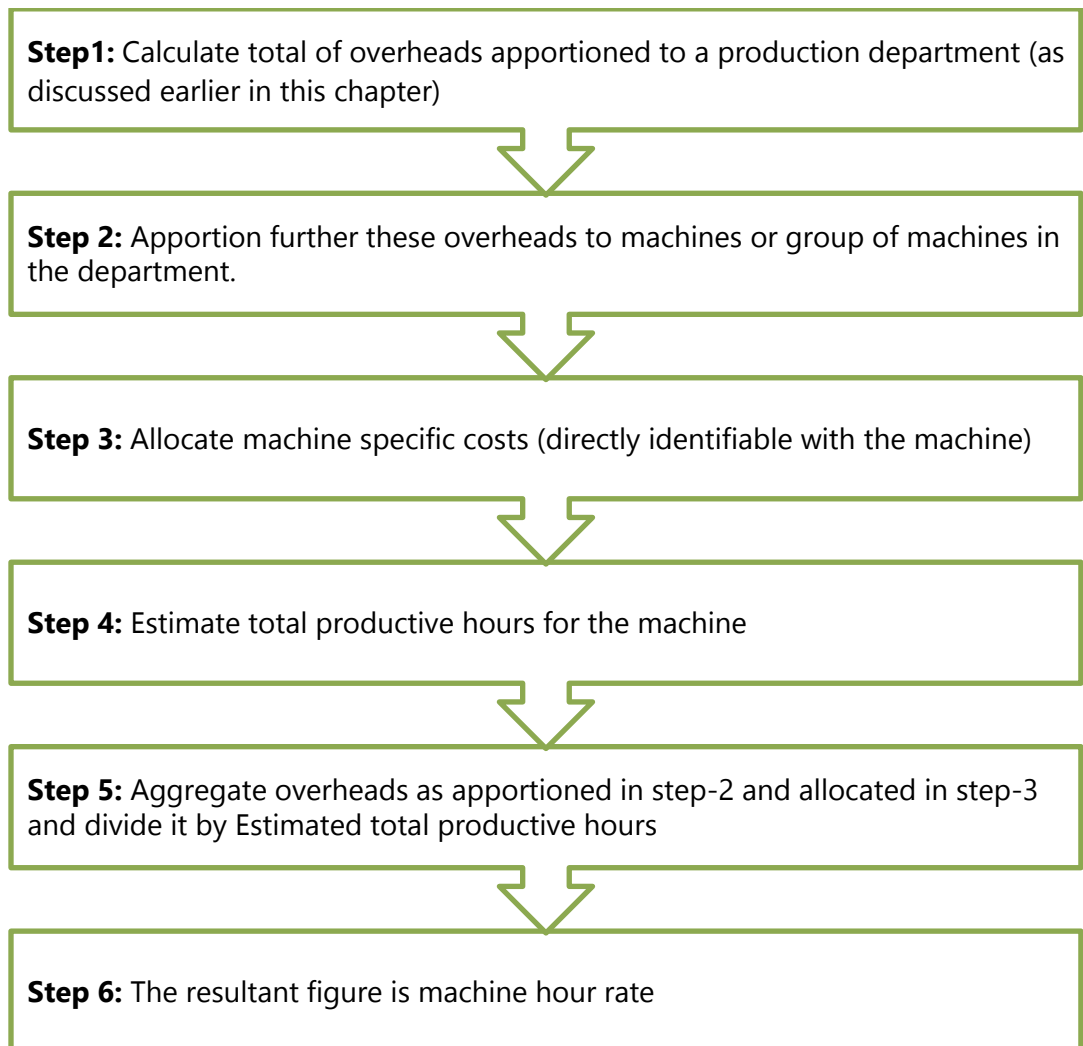 Step1: Calculate total of overheads apportioned to a production department (as
discussed earlier in this chapter)
Step 2: Apportion further these overheads to machines or group of machines in
the department.
Step 3: Allocate machine specific costs (directly identifiable with the machine)
Step 4: Estimate total productive hours for the machine
Step 5: Aggregate overheads as apportioned in step-2 and allocated in step-3
and divide it by Estimated total productive hours
Step 6: The resultant figure is machine hour rate